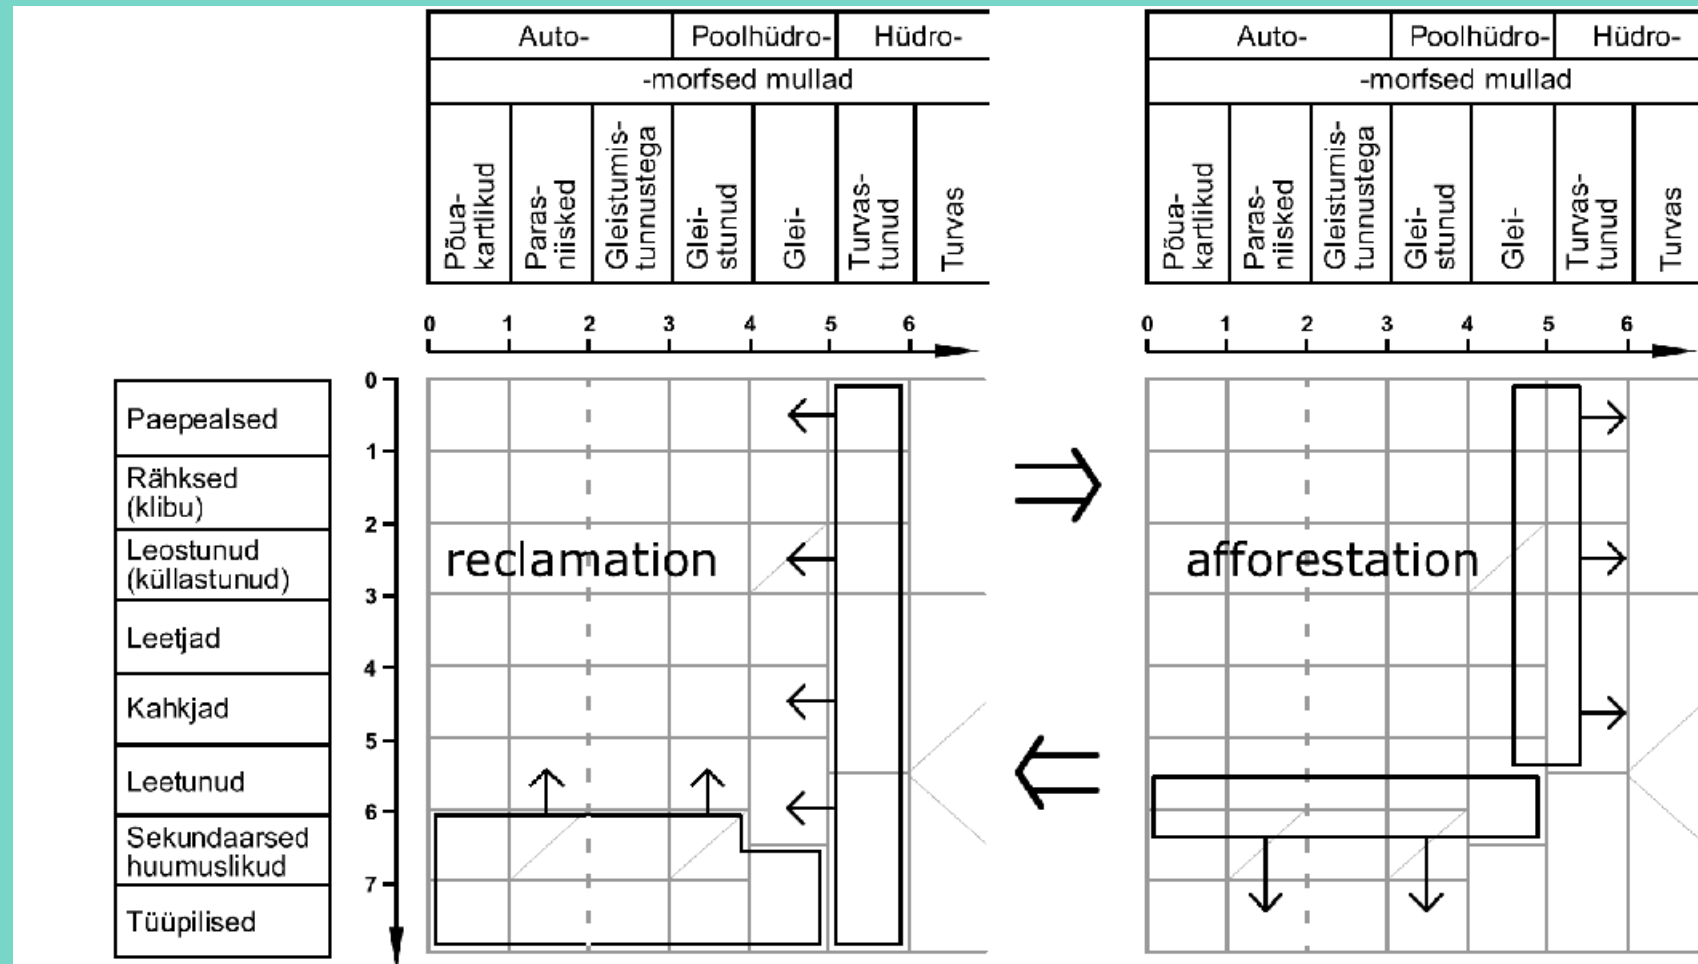 Auto-
Poolhüdro-
Hüdro-
-morfsed mullad
Põua-
kartlikud
Paras-
niisked
Gleistumis-
tunnustega
Glei-
stunud
Glei-
Turvas-
tunud
Turvas
0 1 2 3 4 5 6
Auto-
Poolhüdro-
Hüdro-
-morfsed mullad
Põua-
kartlikud
Paras-
niisked
Gleistumis-
tunnustega
Glei-
stunud
Glei-
Turvas-
tunud
Turvas
0 1 2 3 4 5 6
Paepealsed
Rähksed
(klibu)
Leostunud
(küllastunud)
Leetjad
Kahkjad
Leetunud
Sekundaarsed
huumuslikud
Tüüpilised
0
1
2
3
4
5
6
7
reclamation
afforestation